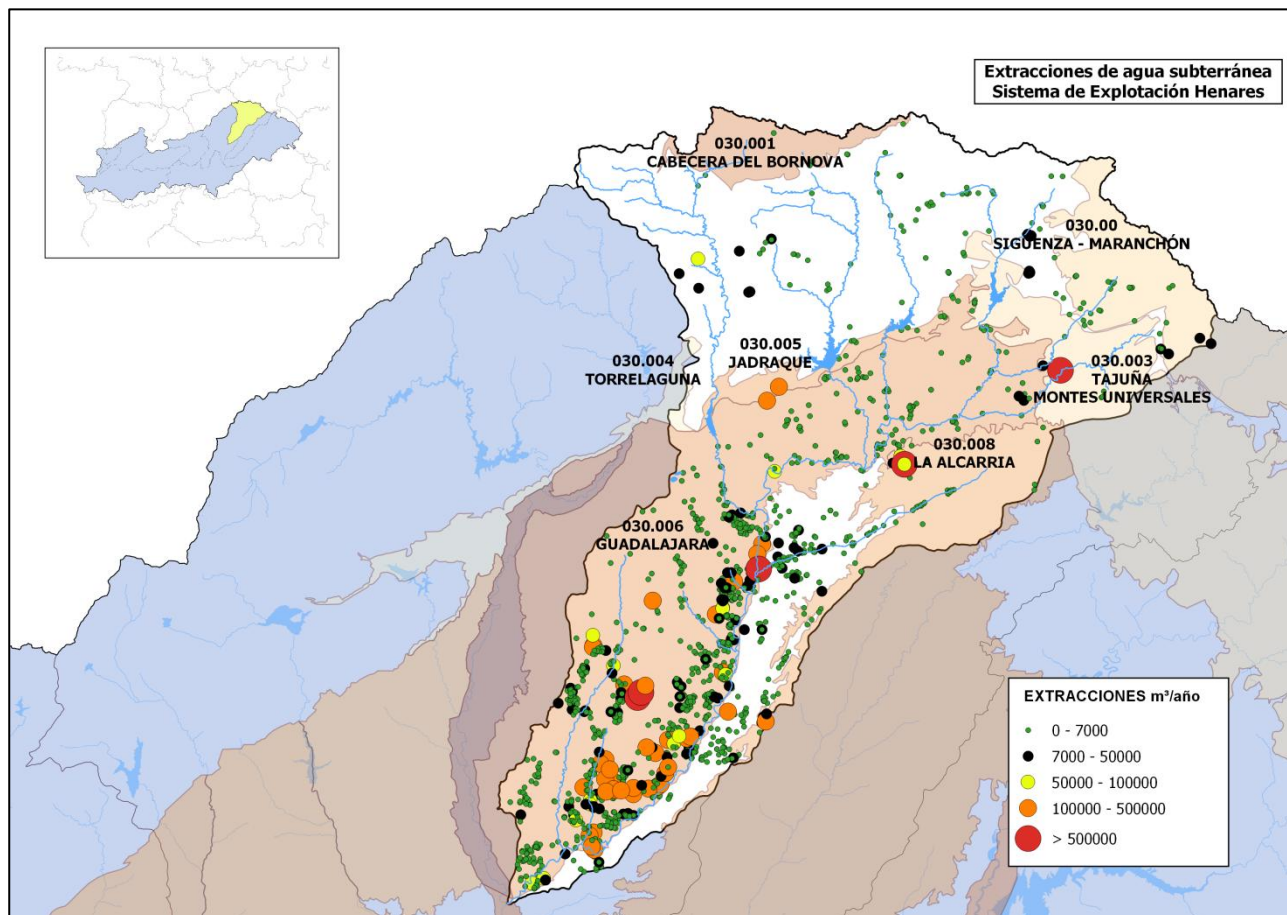 Extracciones de agua subterránea
Sistema de Explotación Henares
030.001
CABECERA DEL BORNOVA
030.00
SIGÜENZA - MARANCHÓN
030.005
JADRAQUE
030.004
TORRELAGUNA
030.003
TAJUÑA
MONTES UNIVERSALES
030.008
LA ALCARRIA
030.006
GUADALAJARA
EXTRACCIONES m³/año
0 - 7000
7000 - 50000
50000 - 100000
100000 - 500000
> 500000